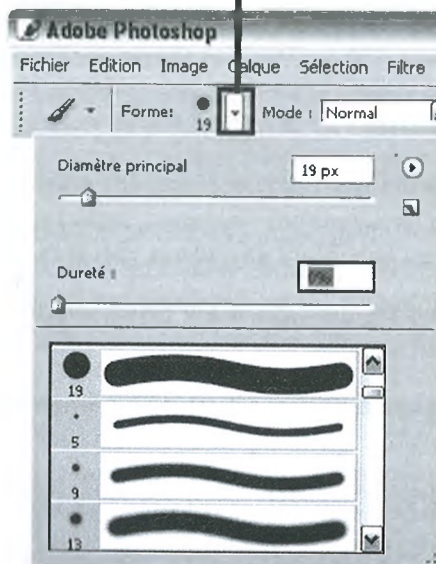 Adobe Photoshop
Fichier Edition Image Calque Sélection Filtre
Forme: 19 Mode : Normal
Diamètre principal 19 px
Dureté : 0%
19
5
9
13